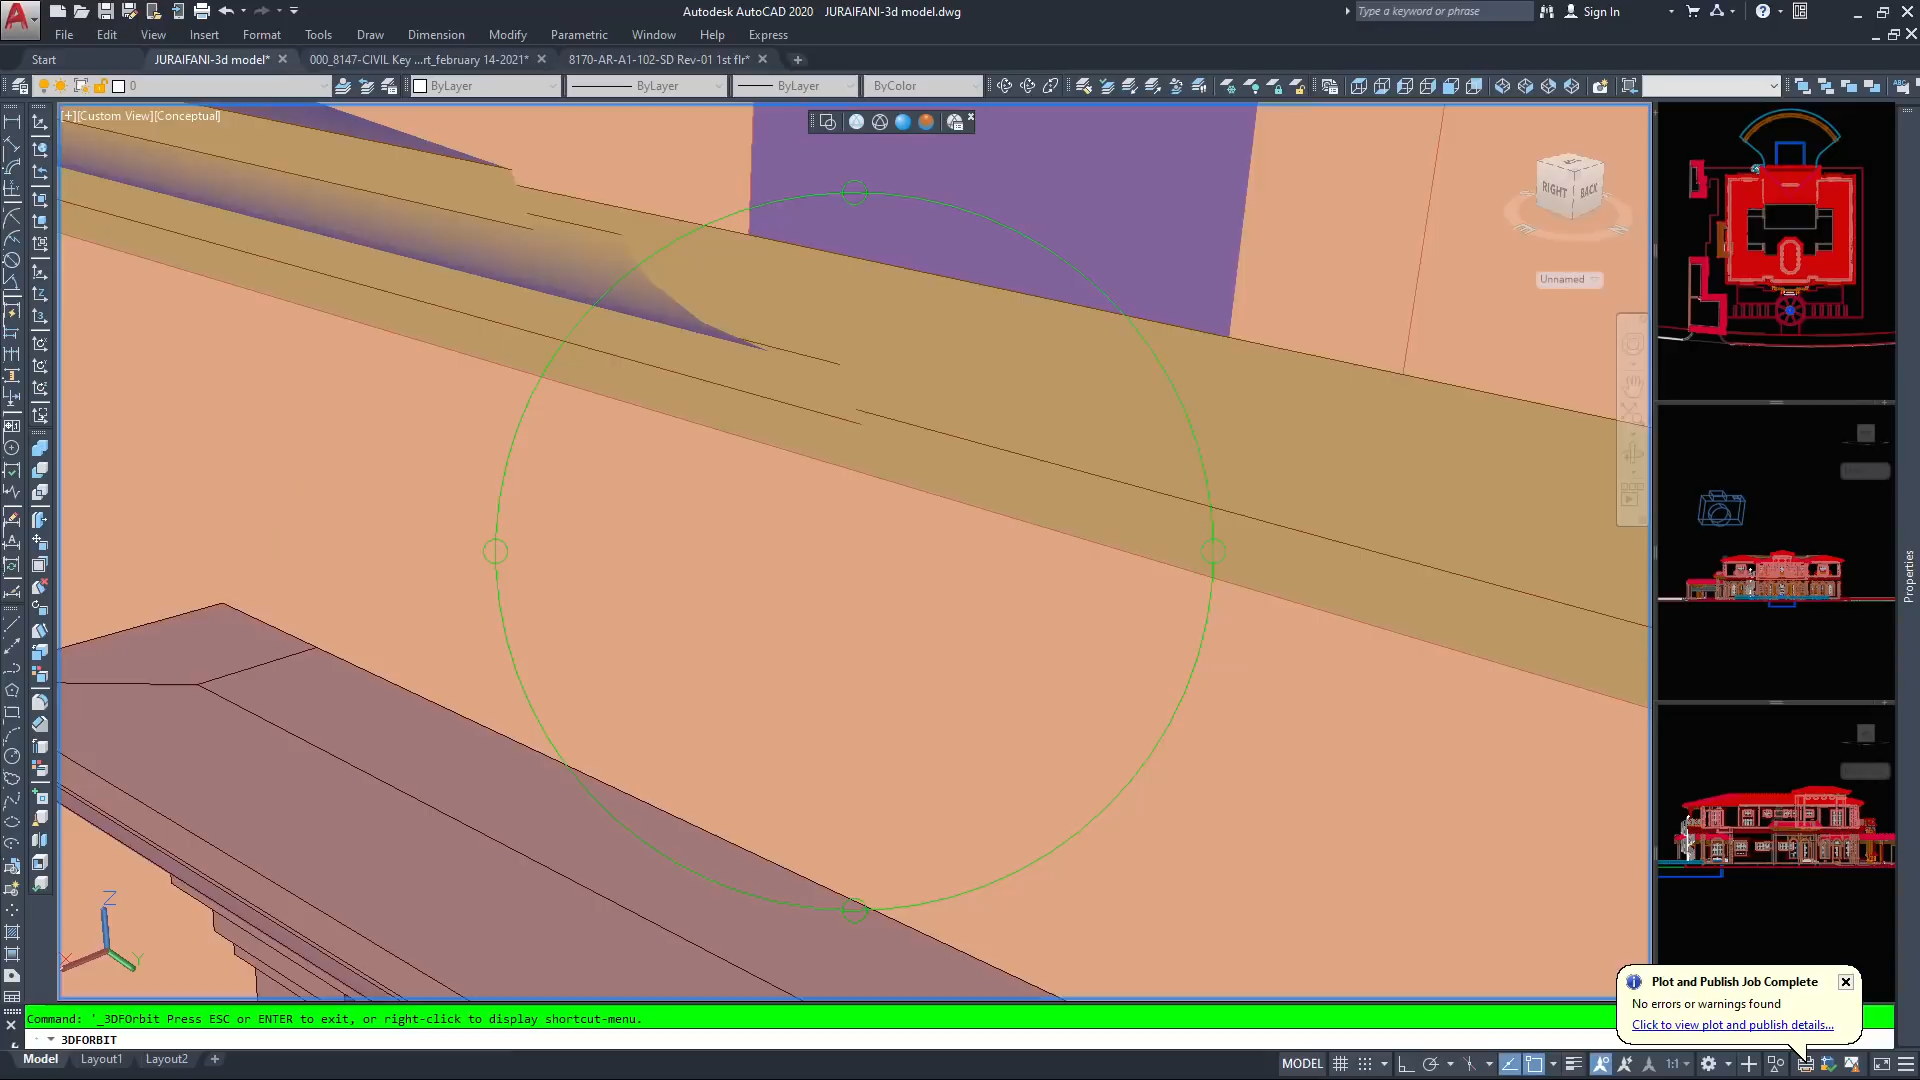 Autodesk AutoCAD 2020 JURAIFANI-3d model.dwg
Type a keyword or phrase
Sign In
File Edit View Insert Format Tools Draw Dimension Modify Parametric Window Help Express
Start JURAIFANI-3d model* 000_8147-CIVIL Key ...rt_february 14-2021* 8170-AR-A1-102-SD Rev-01 1st flr*
0 ByLayer ByLayer ByLayer ByColor
[+][Custom View][Conceptual]
RIGHT BACK
Unnamed
Properties
Z
X Y
Plot and Publish Job Complete
No errors or warnings found
Click to view plot and publish details...
Command: '_3DFOrbit Press ESC or ENTER to exit, or right-click to display shortcut-menu.
3DFORBIT
Model Layout1 Layout2
MODEL 1:1